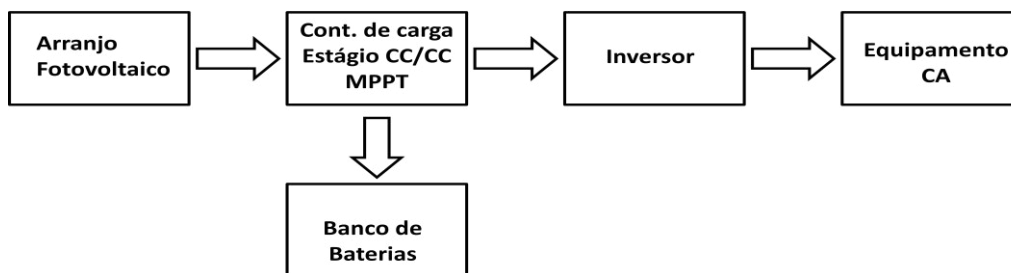 Arranjo
Fotovoltaico
Cont. de carga
Estágio CC/CC
MPPT
Inversor
Equipamento
CA
Banco de
Baterias